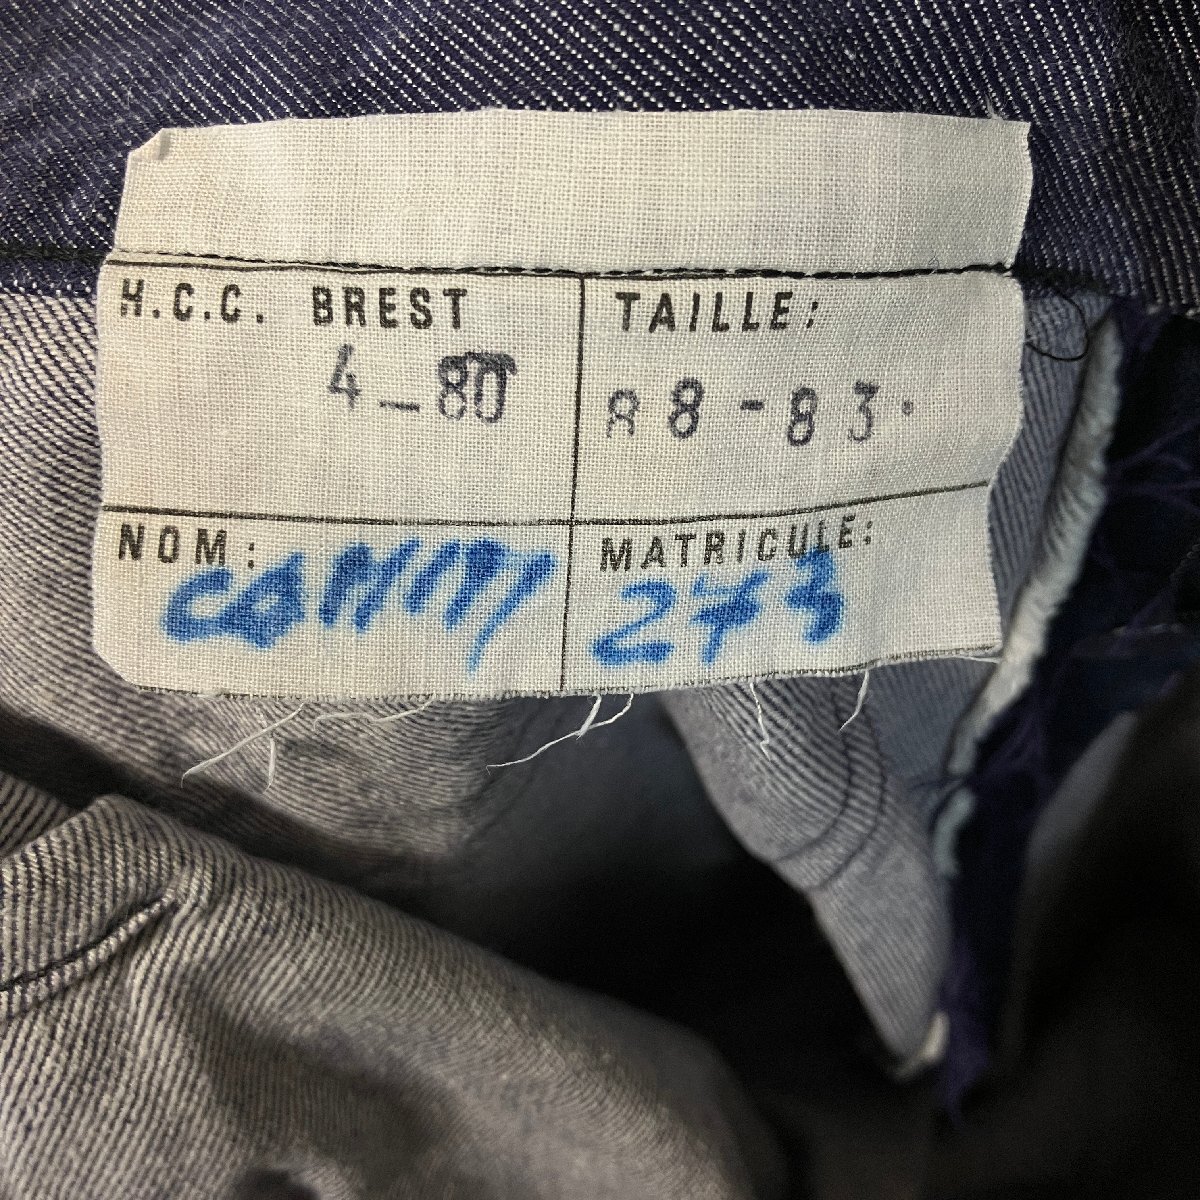 H.C.C. BREST
4_80
TAILLE:
88-83.
NOM:
MATRICULE:
273